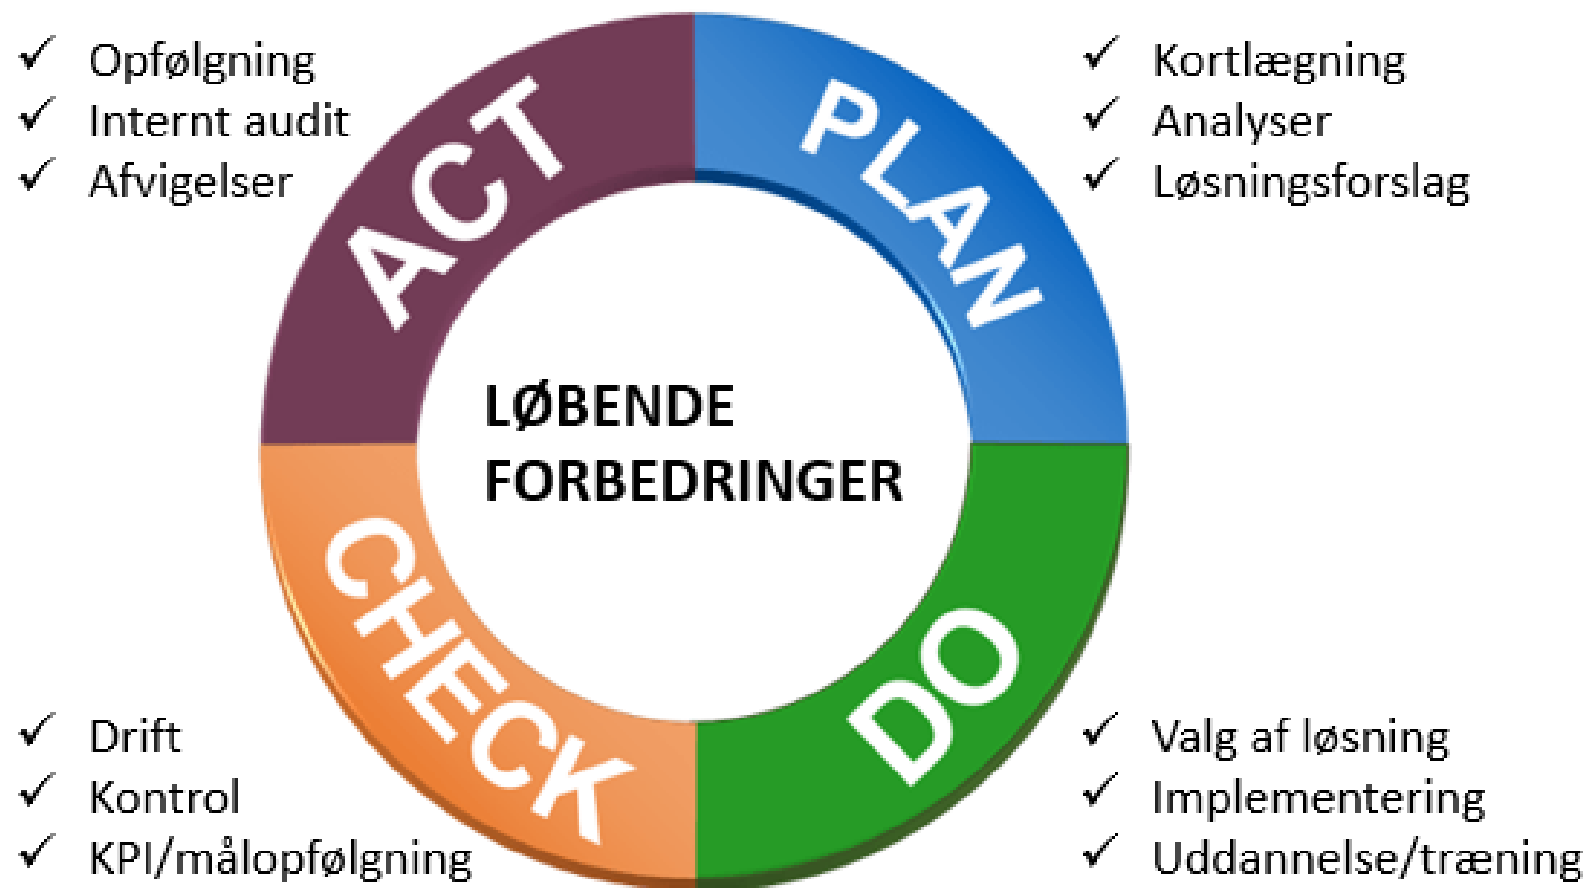 ✓ Opfølgning
✓ Internt audit
✓ Afvigelser
ACT
PLAN
✓ Kortlægning
✓ Analyser
✓ Løsningsforslag
LØBENDE
FORBEDRINGER
CHECK
DO
✓ Drift
✓ Kontrol
✓ KPI/målopfølgning
✓ Valg af løsning
✓ Implementering
✓ Uddannelse/træning